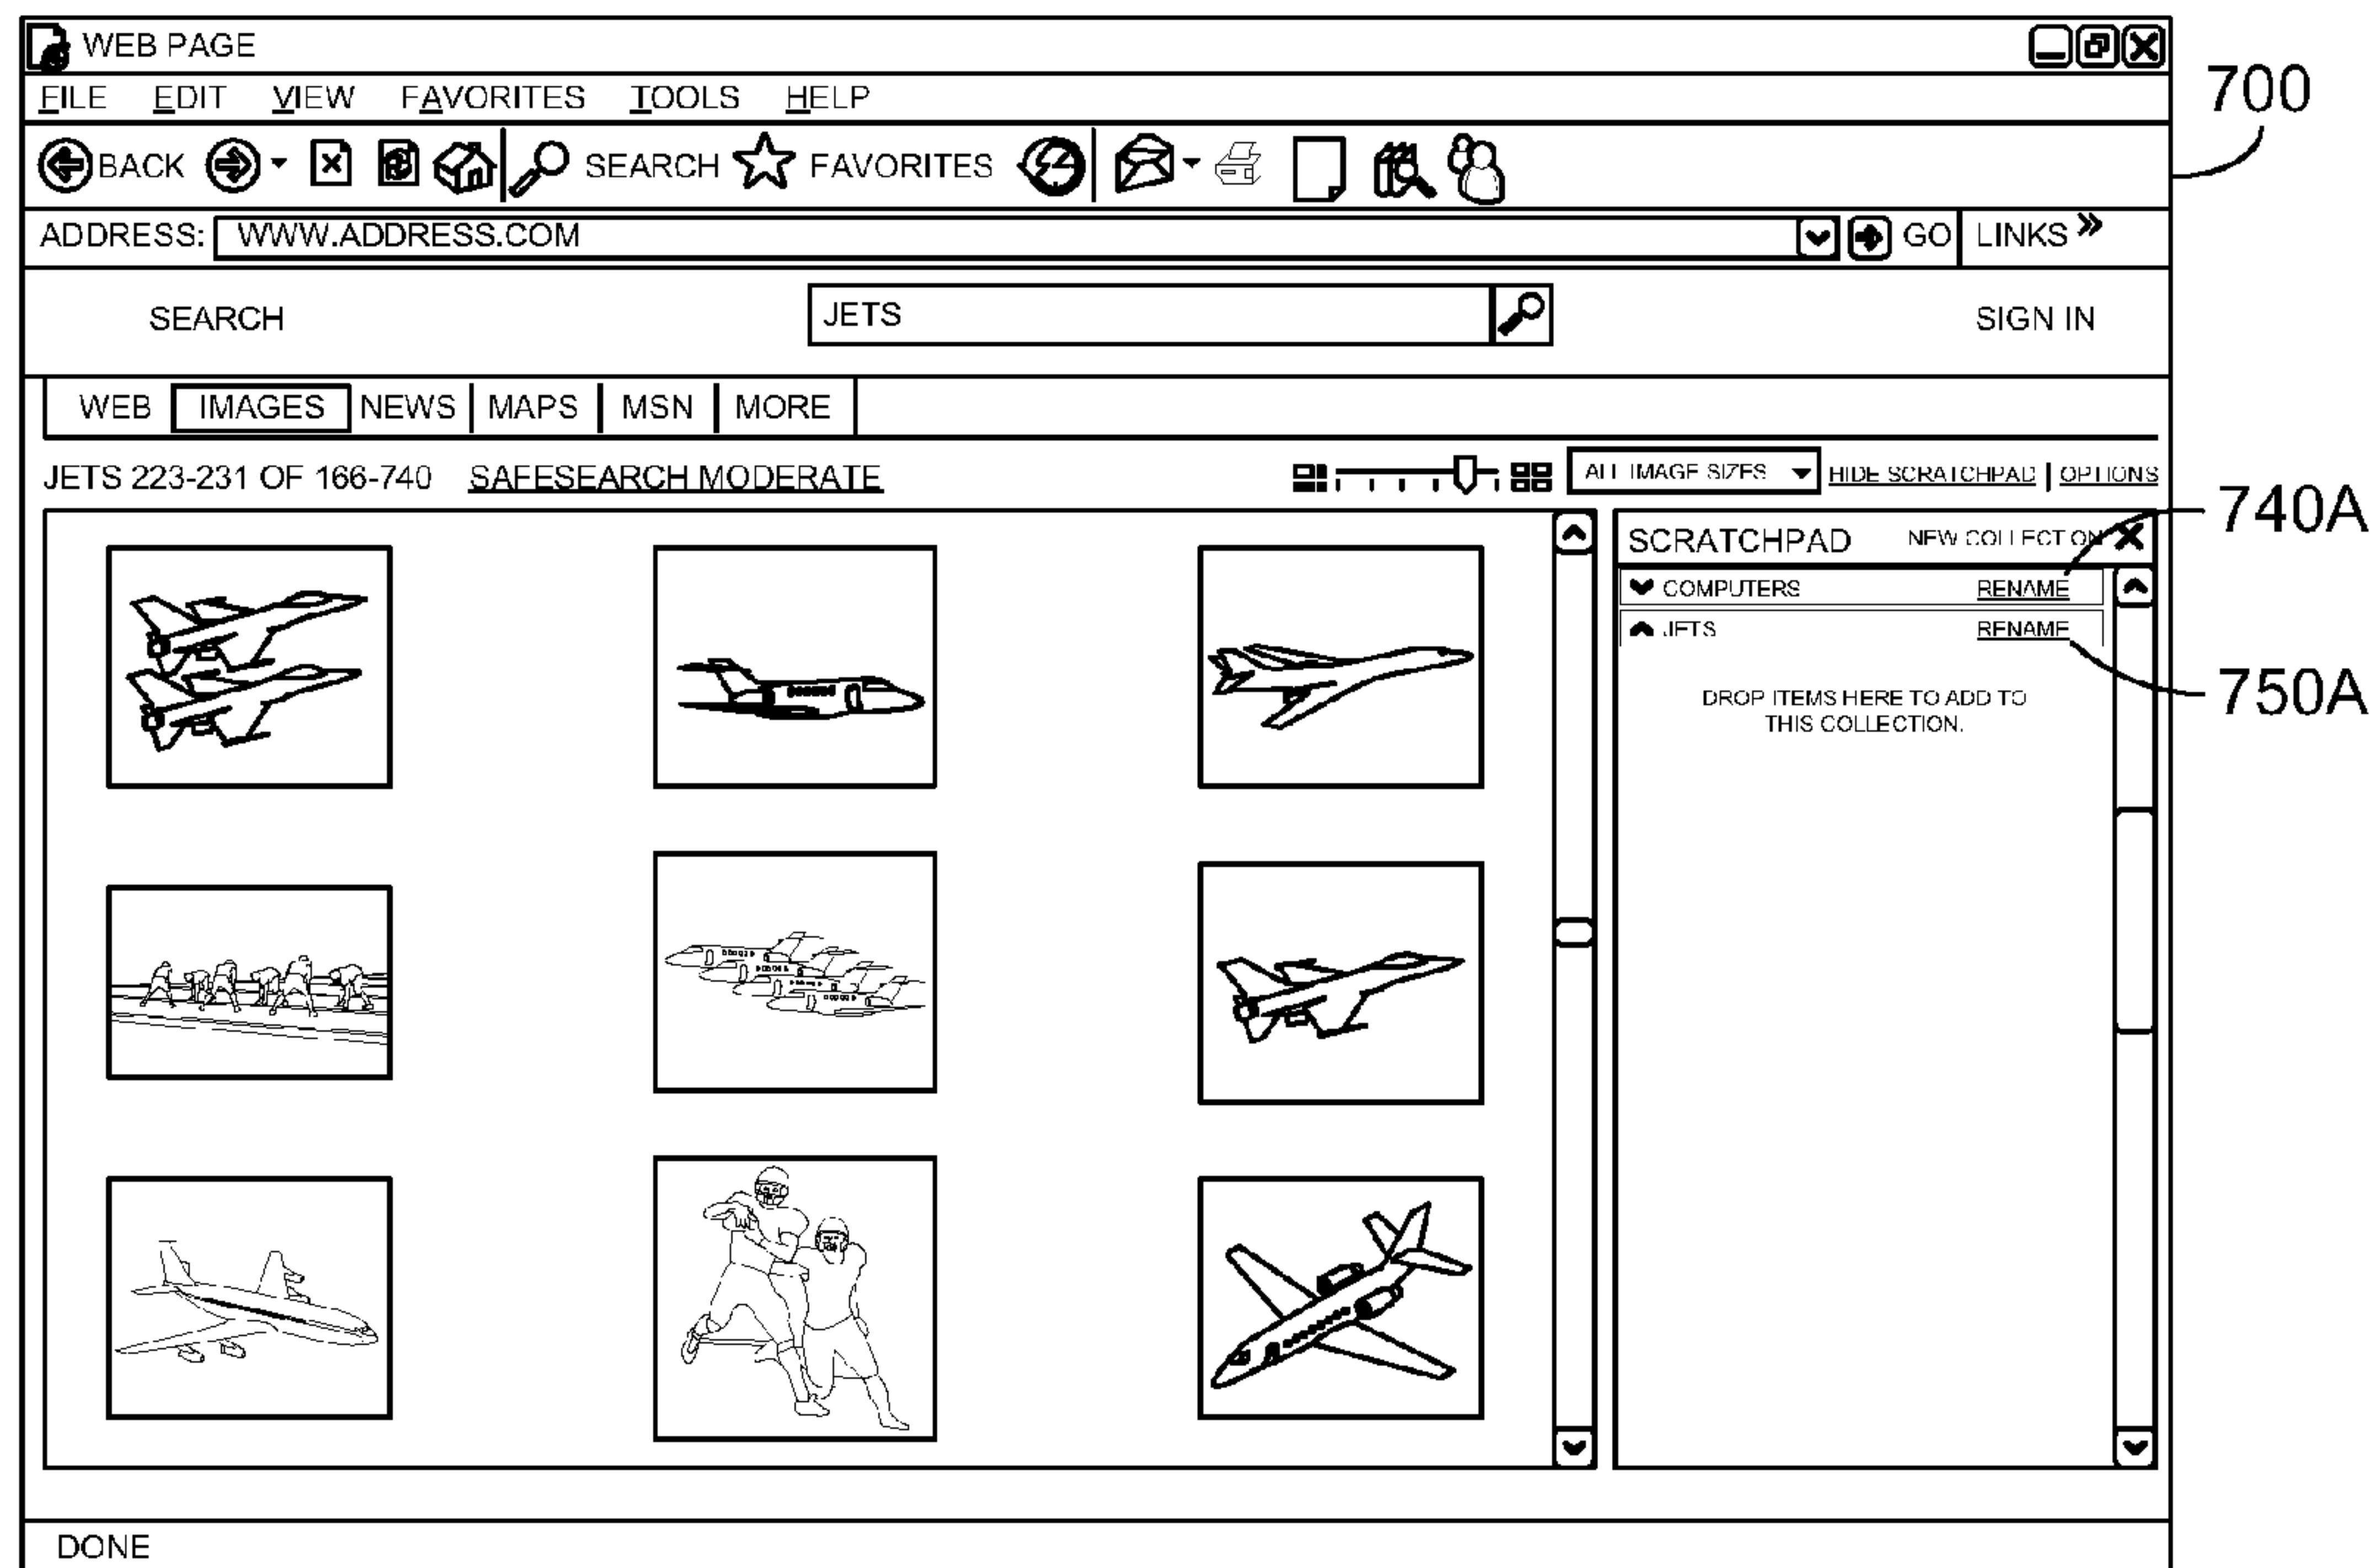 WEB PAGE
FILE EDIT VIEW FAVORITES TOOLS HELP
700
BACK SEARCH FAVORITES
ADDRESS: WWW.ADDRESS.COM GO LINKS
SEARCH JETS SIGN IN
WEB IMAGES NEWS MAPS MSN MORE
JETS 223-231 OF 166-740 SAFESEARCH MODERATE ALL IMAGE SIZES HIDE SCRATCHPAD OPTIONS
740A
SCRATCHPAD NEW COLLECTION
COMPUTERS RENAME
JETS RENAME
750A
DROP ITEMS HERE TO ADD TO
THIS COLLECTION.
DONE